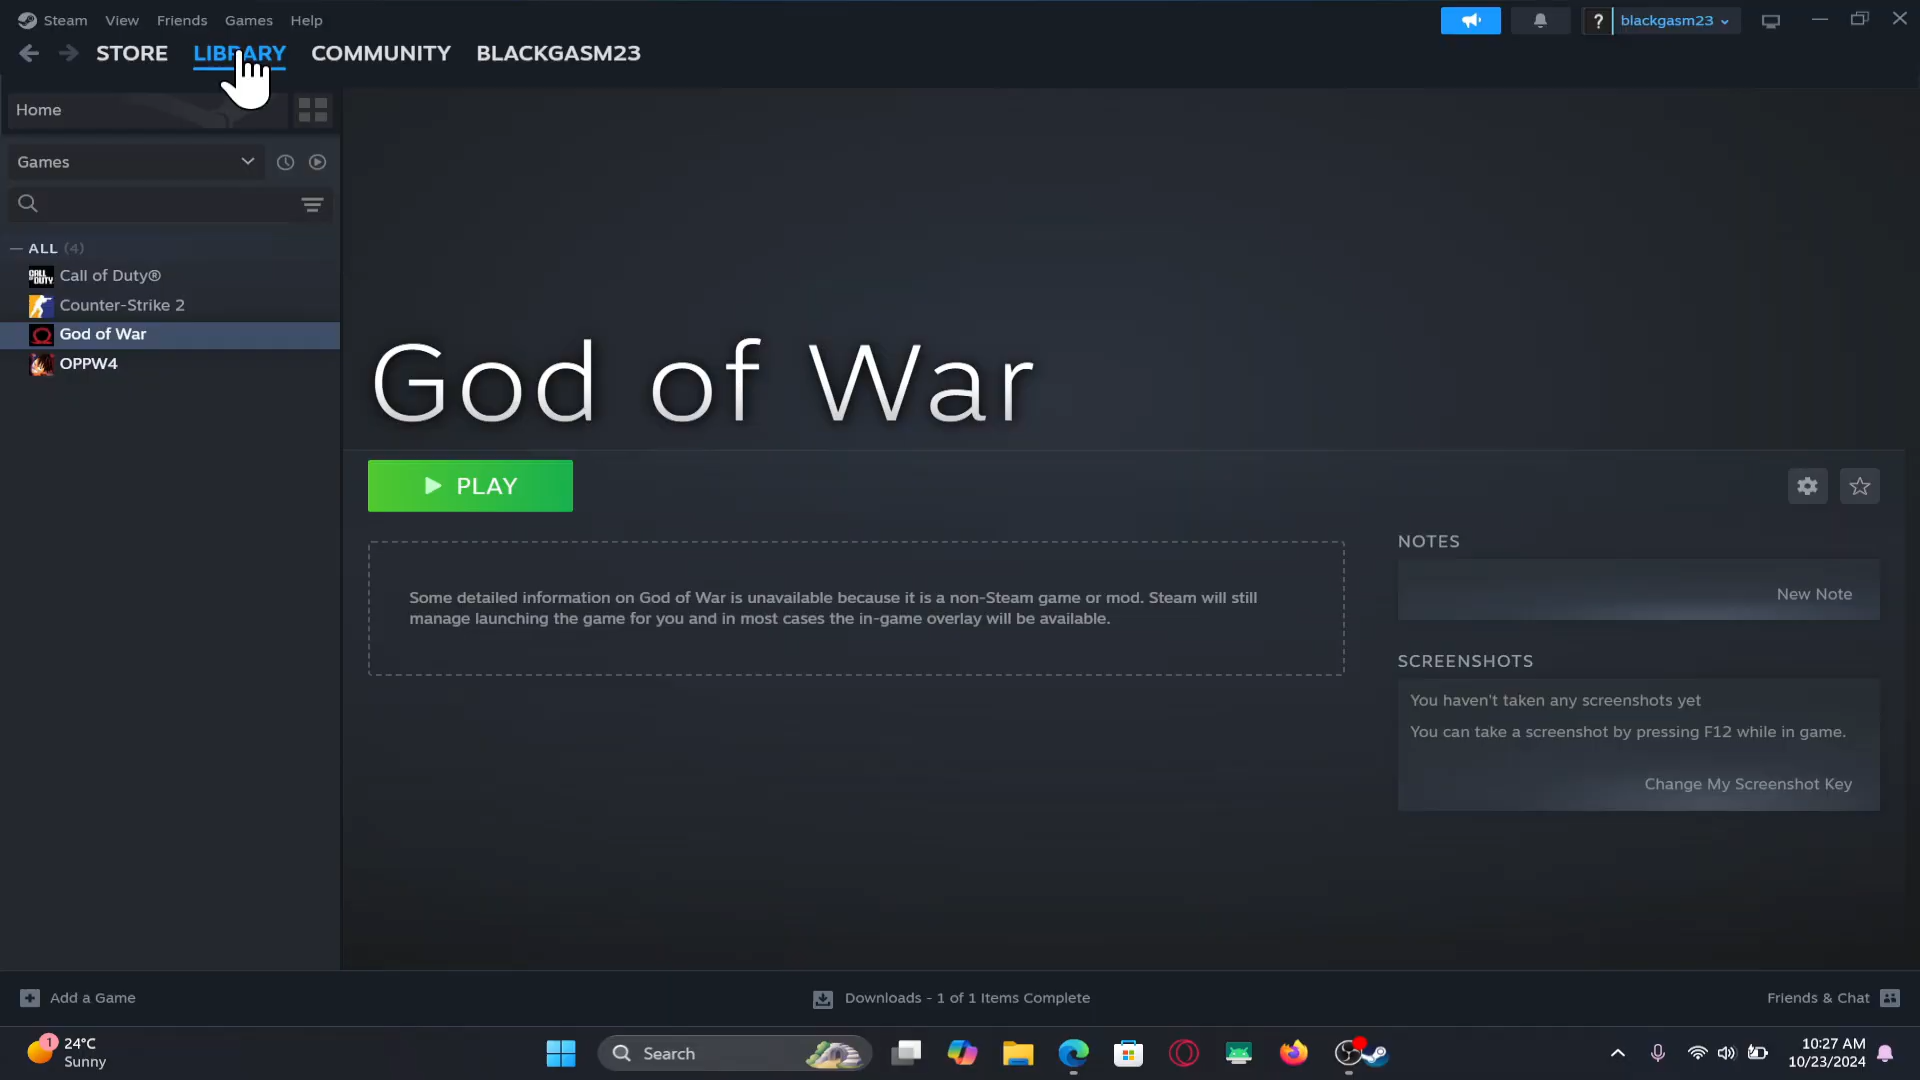 Steam View Friends Games Help
? blackgasm23
STORE LIBRARY COMMUNITY BLACKGASM23
Home
Games
— ALL (4)
CALL OF DUTY Call of Duty®
Counter-Strike 2
God of War
OPPW4
God of War
PLAY
Some detailed information on God of War is unavailable because it is a non-Steam game or mod. Steam will still
manage launching the game for you and in most cases the in-game overlay will be available.
NOTES
New Note
SCREENSHOTS
You haven't taken any screenshots yet
You can take a screenshot by pressing F12 while in game.
Change My Screenshot Key
Add a Game
Downloads - 1 of 1 Items Complete
Friends & Chat
1
24°C
Sunny
Search
10:27 AM
10/23/2024